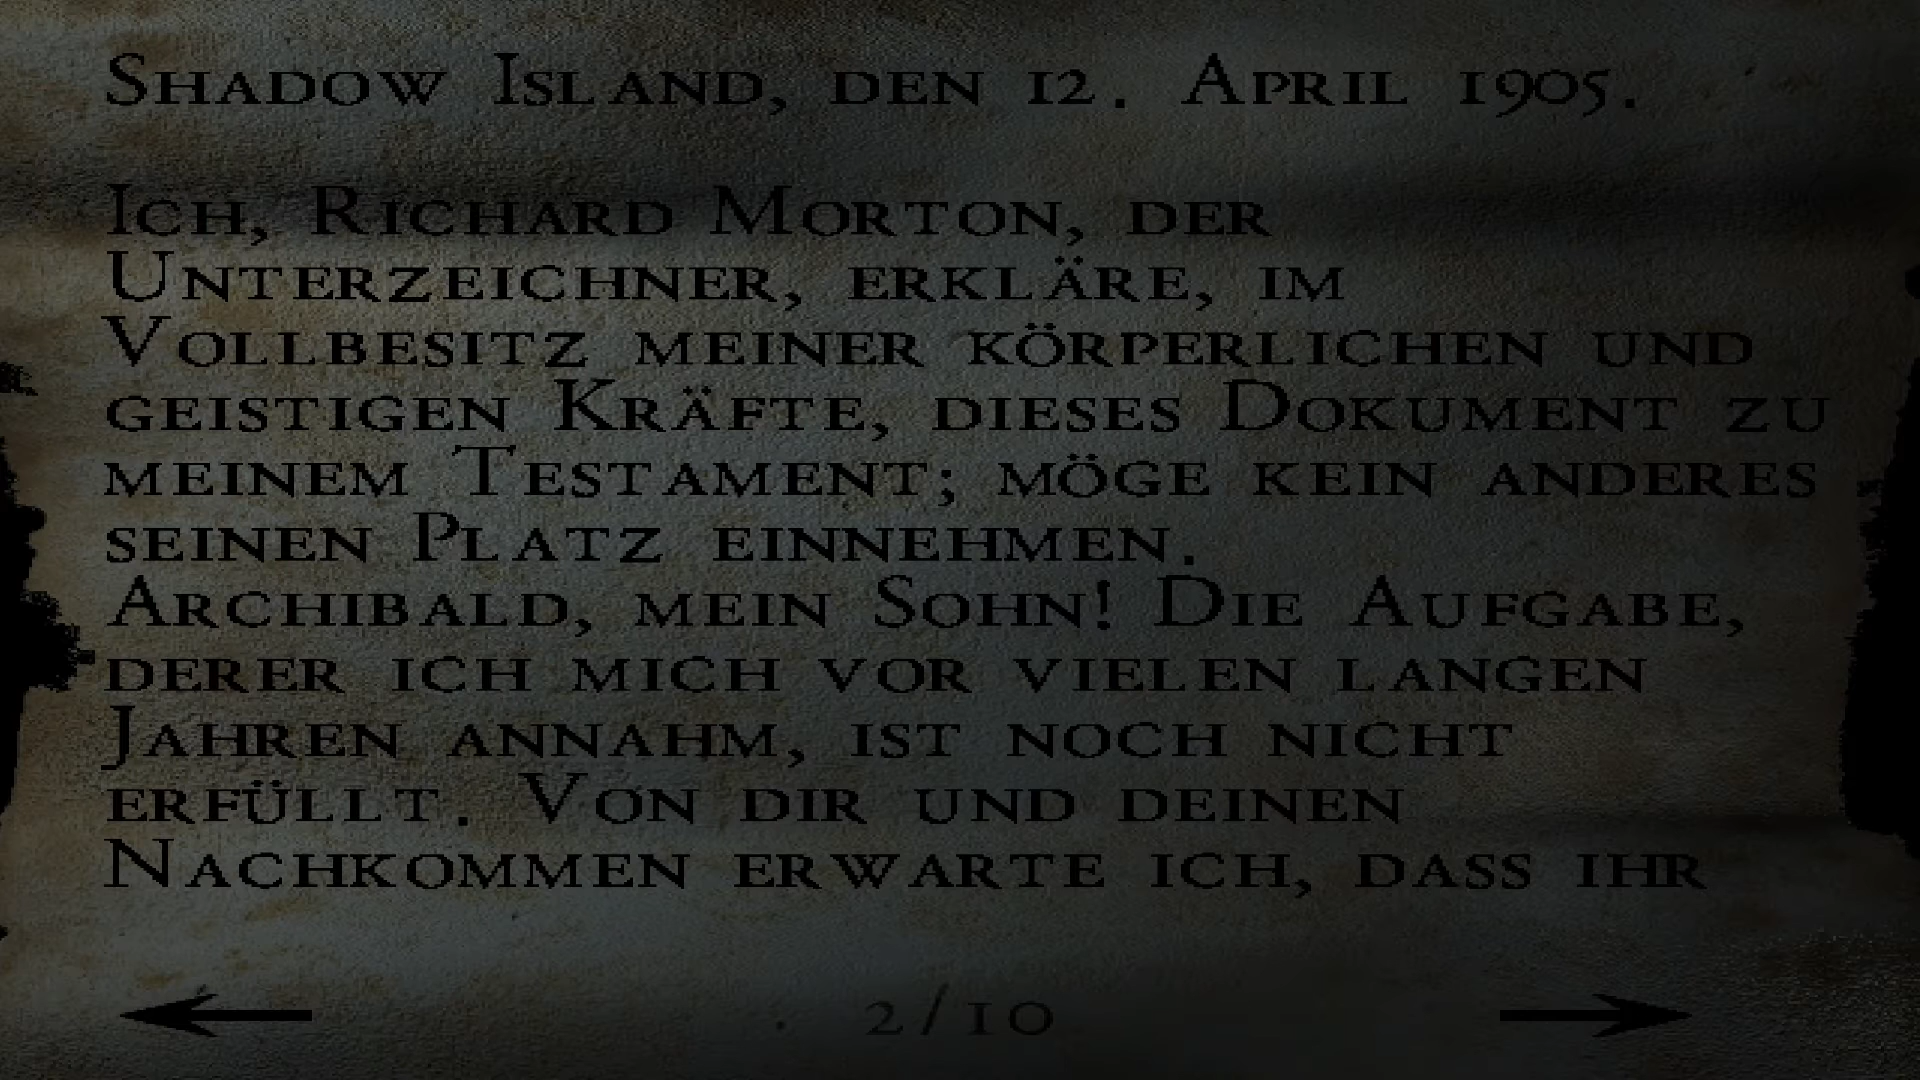 Shadow Island, den 12. April 1905.
Ich, Richard Morton, der
Unterzeichner, erkläre, im
Vollbesitz meiner körperlichen und
geistigen Kräfte, dieses Dokument zu
meinem Testament; möge kein anderes
seinen Platz einnehmen.
Archibald, mein Sohn! Die Aufgabe,
derer ich mich vor vielen langen
Jahren annahm, ist noch nicht
erfüllt. Von dir und deinen
Nachkommen erwarte ich, dass ihr
2/10